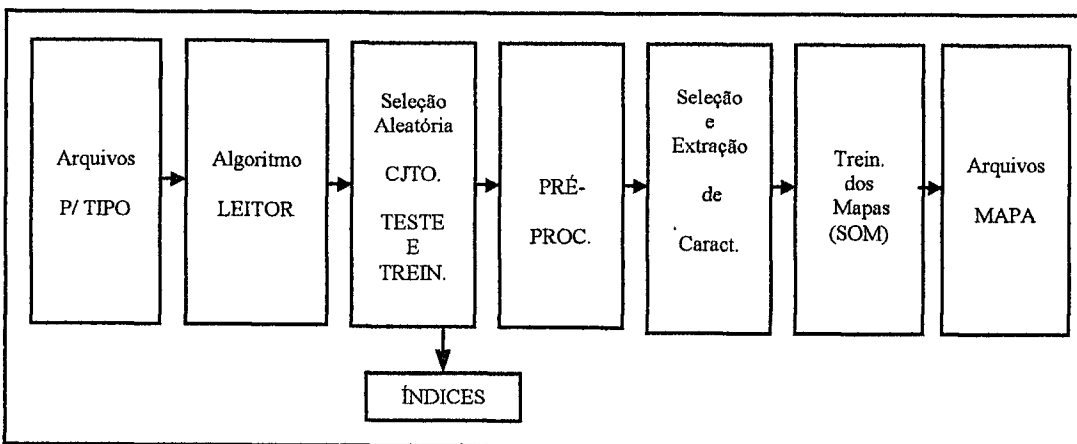 Arquivos
P/ TIPO
Algoritmo
LEITOR
Seleção
Aleatória
CJTO.
TESTE
E
TREIN.
PRÉ-
PROC.
Seleção
e
Extração
de
Caract.
Trein.
dos
Mapas
(SOM)
Arquivos
MAPA
ÍNDICES